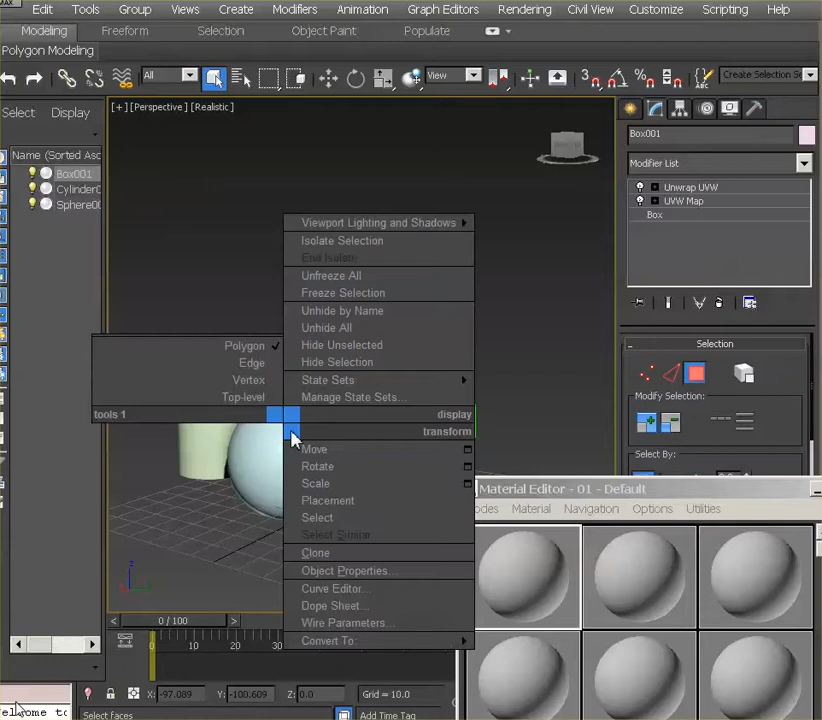 Edit Tools Group Views Create Modifiers Animation Graph Editors Rendering Civil View Customize Scripting Help
Modeling Freeform Selection Object Paint Populate
Polygon Modeling
All View Create Selection Se
Select Display
[+] [Perspective] [Realistic]
Name (Sorted Asc
Box001
Cylinder0
Sphere00
Box001
Modifier List
Unwrap UVW
UVW Map
Box
Viewport Lighting and Shadows
Isolate Selection
End Isolate
Unfreeze All
Freeze Selection
Unhide by Name
Unhide All
Hide Unselected
Hide Selection
State Sets
Manage State Sets...
Polygon
Edge
Vertex
Top-level
tools 1 display
transform
Move
Rotate
Scale
Placement
Select
Select Similar
Clone
Object Properties...
Curve Editor...
Dope Sheet...
Wire Parameters...
Convert To:
Selection
Modify Selection:
Select By:
Material Editor - 01 - Default
odes Material Navigation Options Utilities
< 0 / 100 >
0 10 20 30
X: -97.089 Y: -100.609 Z: 0.0 Grid = 10.0
elcome to
Select faces Add Time Tag